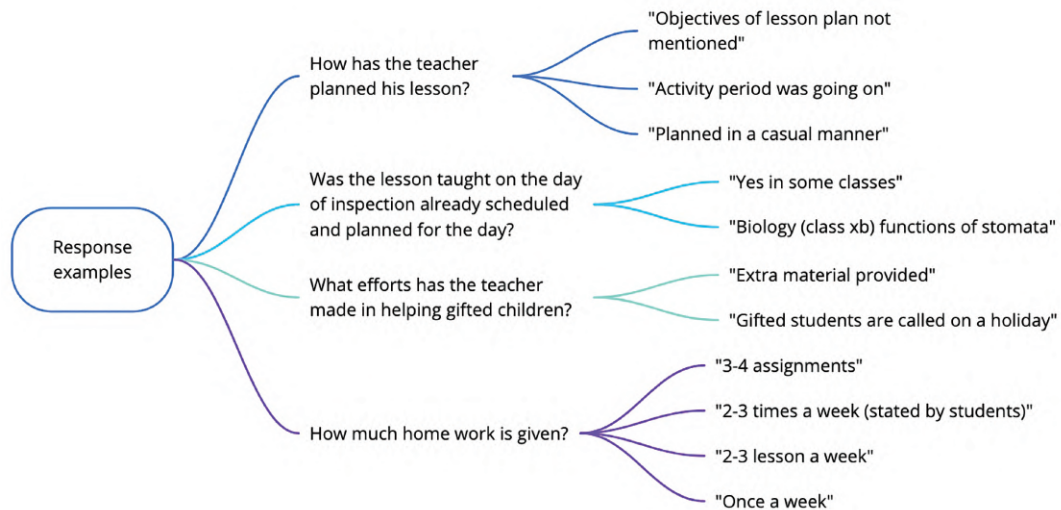 Response
examples
How has the teacher
planned his lesson?
"Objectives of lesson plan not
mentioned"
"Activity period was going on"
"Planned in a casual manner"
Was the lesson taught on the day
of inspection already scheduled
and planned for the day?
"Yes in some classes"
"Biology (class xb) functions of stomata"
What efforts has the teacher
made in helping gifted children?
"Extra material provided"
"Gifted students are called on a holiday"
How much home work is given?
"3-4 assignments"
"2-3 times a week (stated by students)"
"2-3 lesson a week"
"Once a week"